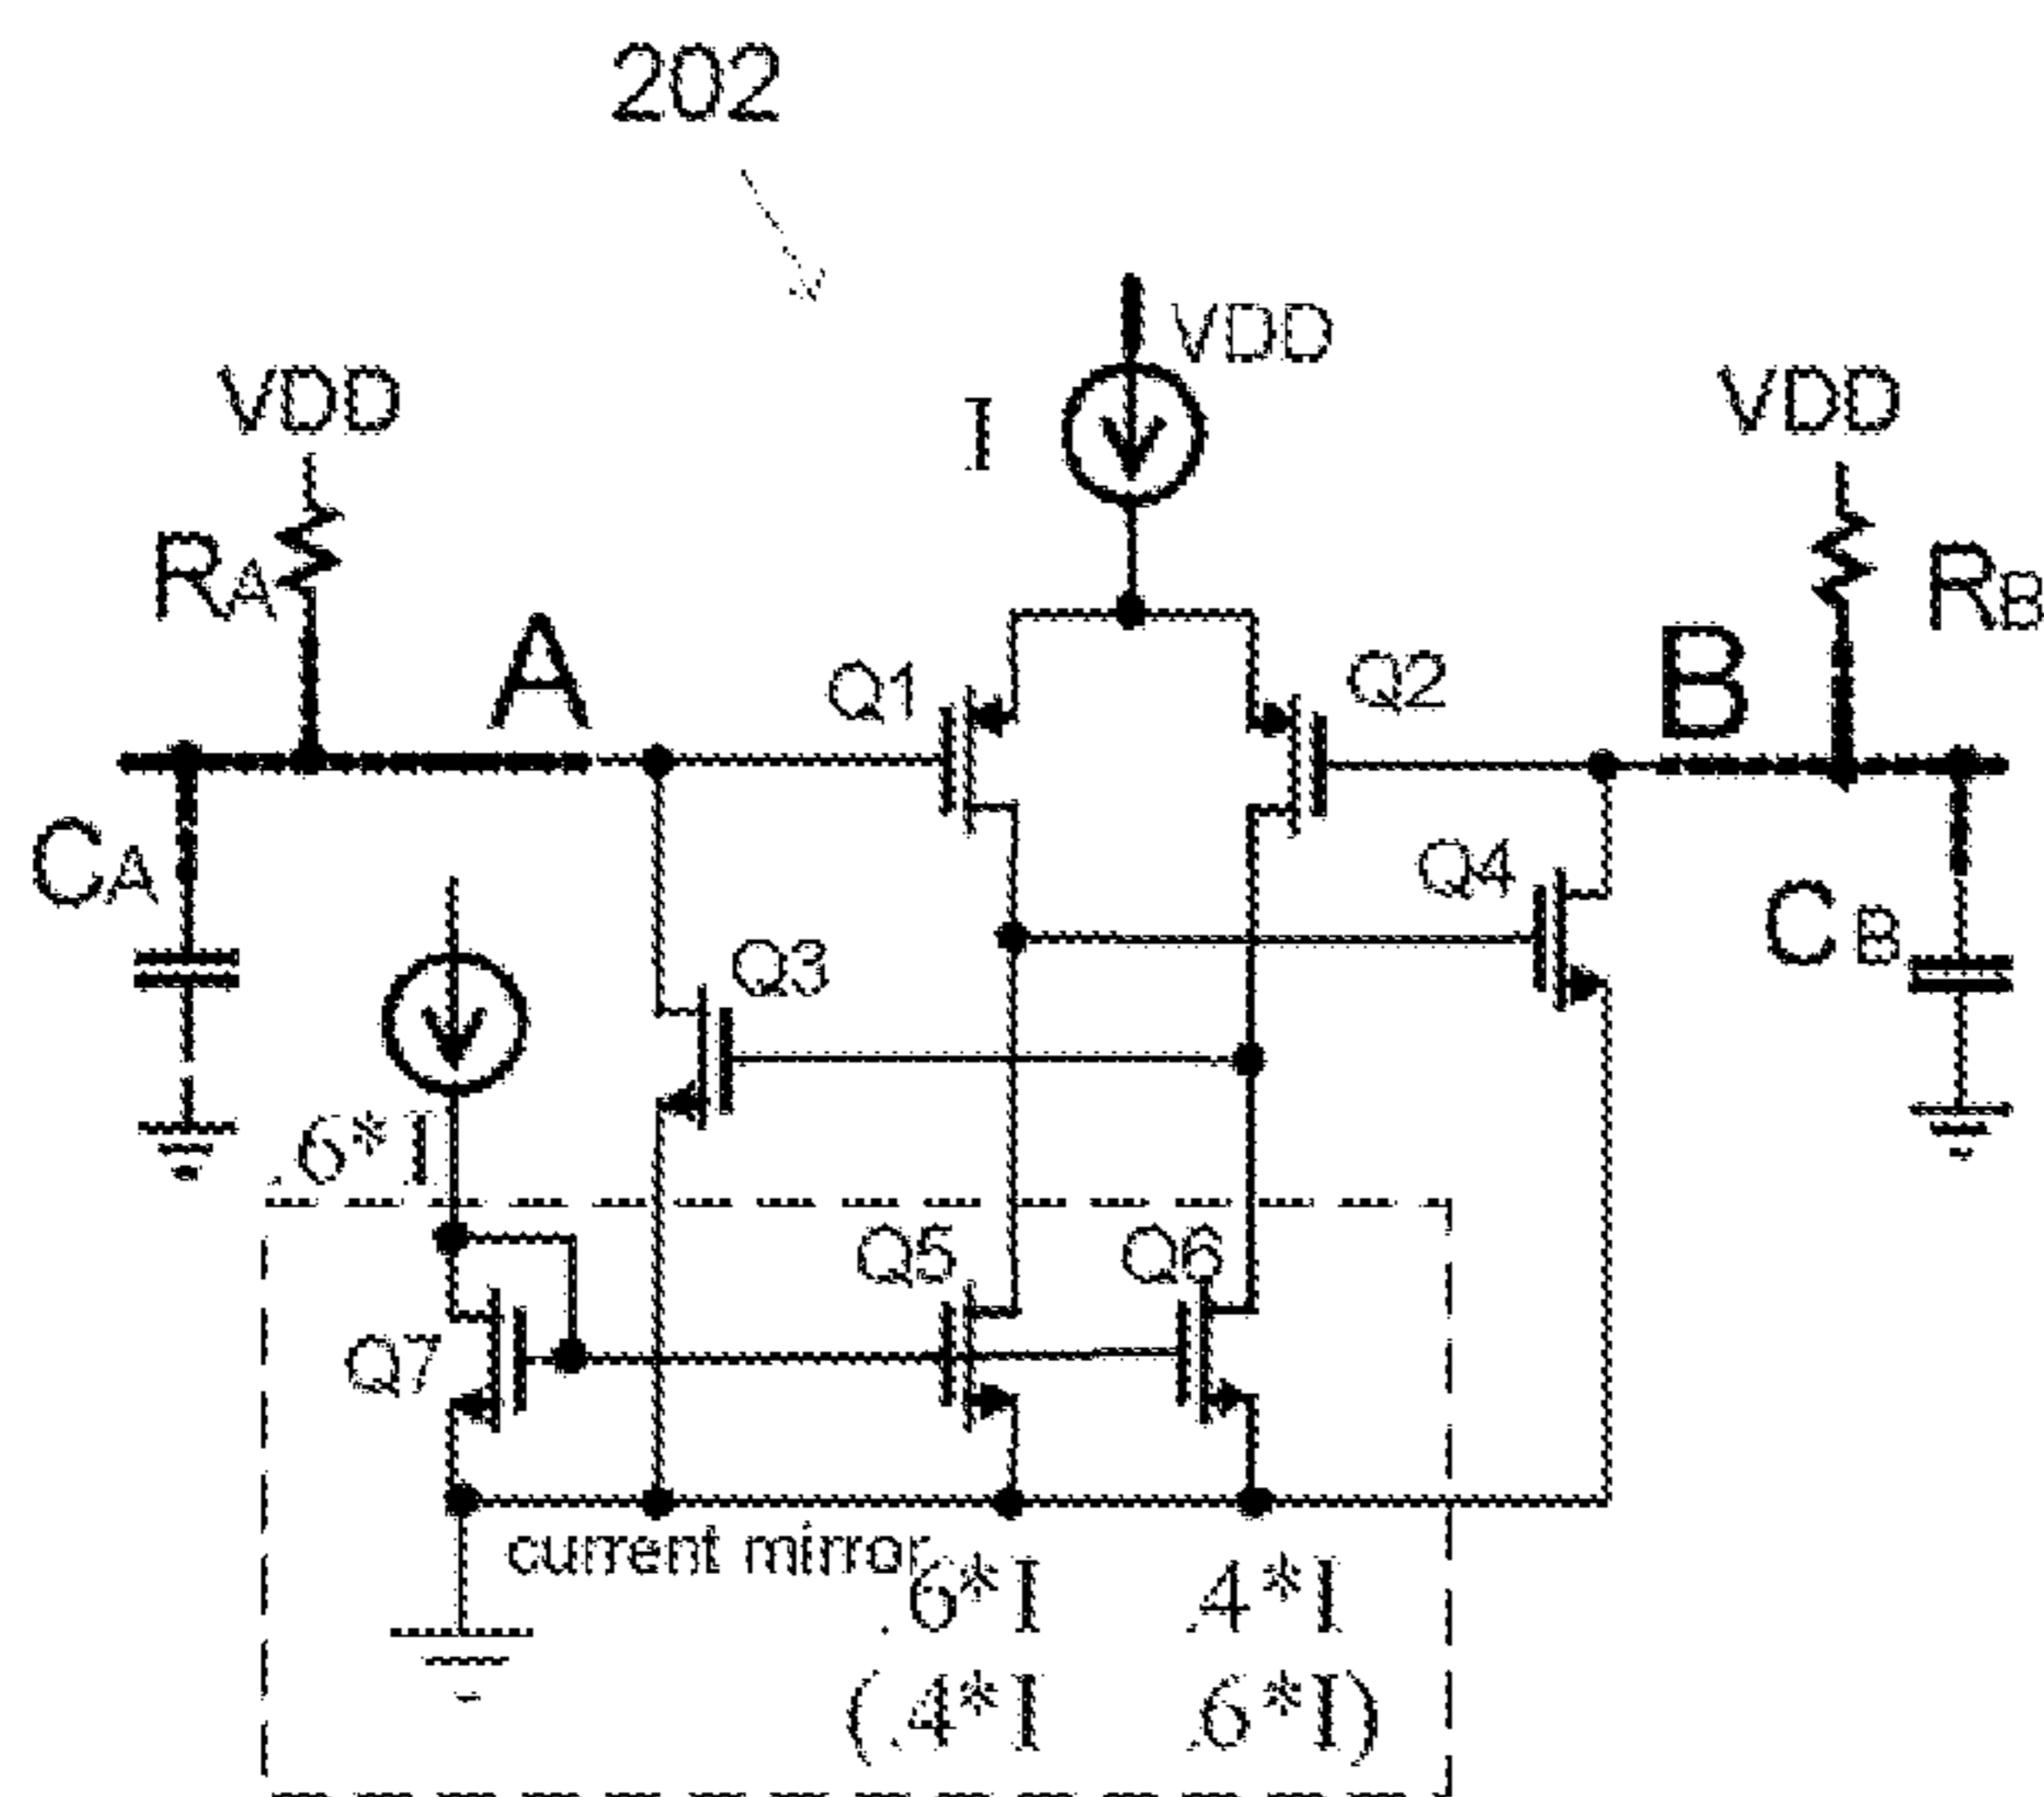 202
VDD
I
VDD
VDD
RA
A
Q1
Q2
B
RB
CA
Q3
Q4
CB
.6*I
Q5
Q6
Q7
current mirror
.6*I .4*I
(.4*I .6*I)